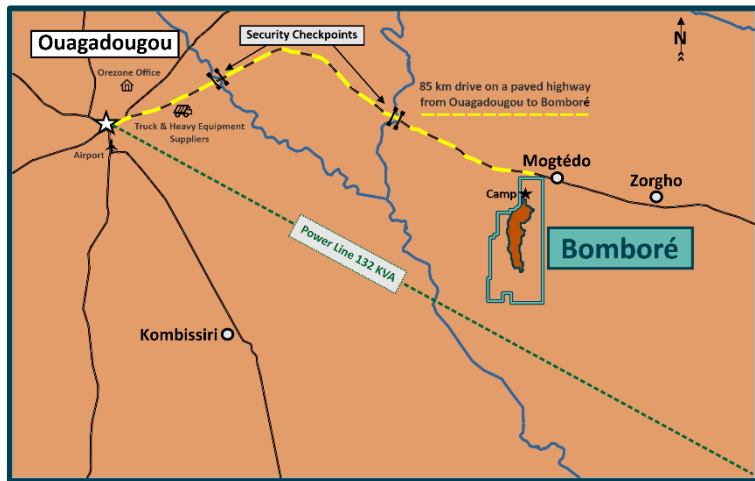 Ouagadougou
Security Checkpoints
N
Orezone Office
85 km drive on a paved highway
from Ouagadougou to Bomboré
Truck & Heavy Equipment
Suppliers
Airport
Mogtédo
Camp
Zorgho
Bomboré
Power Line 132 KVA
Kombissiri